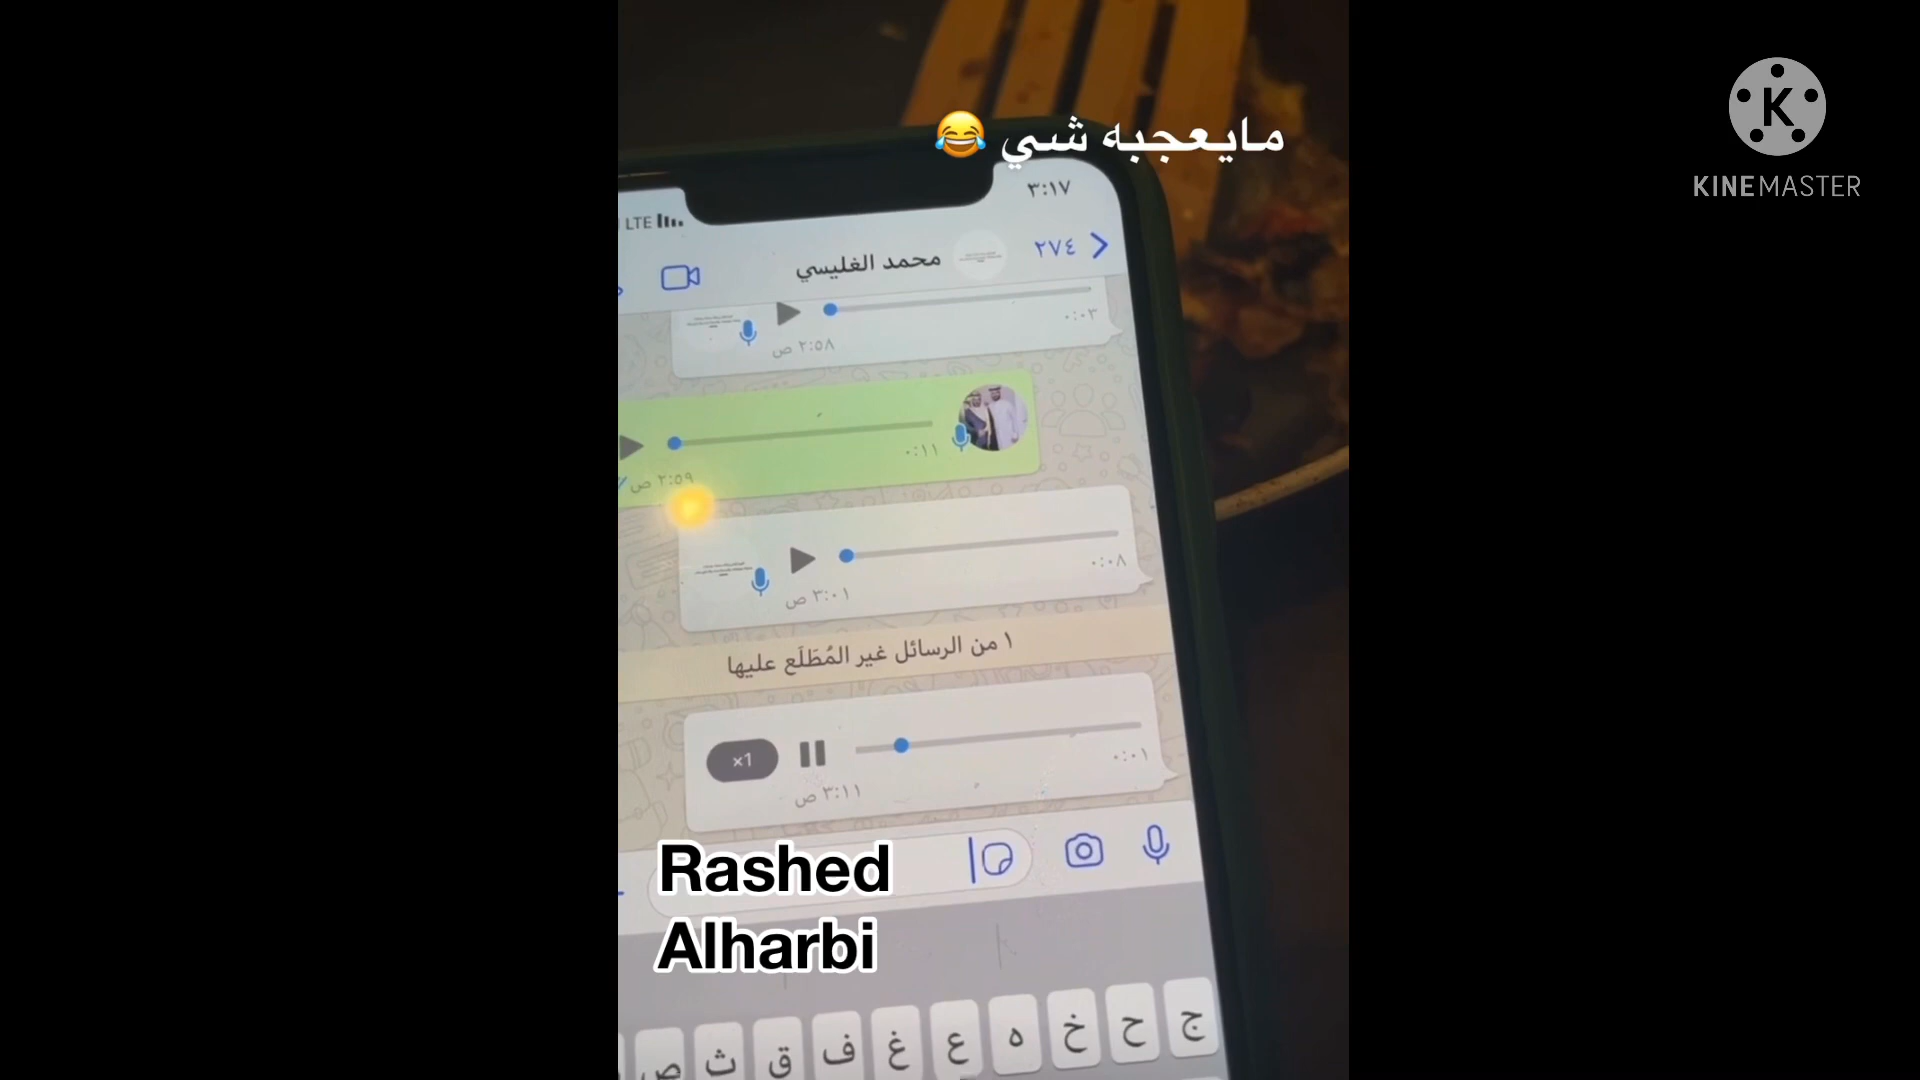 مايعجبه شي 😂
K
KINEMASTER
٣:١٧
LTE
٢٧٤
محمد الغليسي
٠:٠٣
٢:٥٨ ص
٠:١١
٢:٥٩ ص
٠:٠٨
٣:٠١ ص
١ من الرسائل غير المُطَلَع عليها
×1
٠:٠١
٣:١١ ص
Rashed
Alharbi
ج ح خ ه ع غ ف ق ث ص